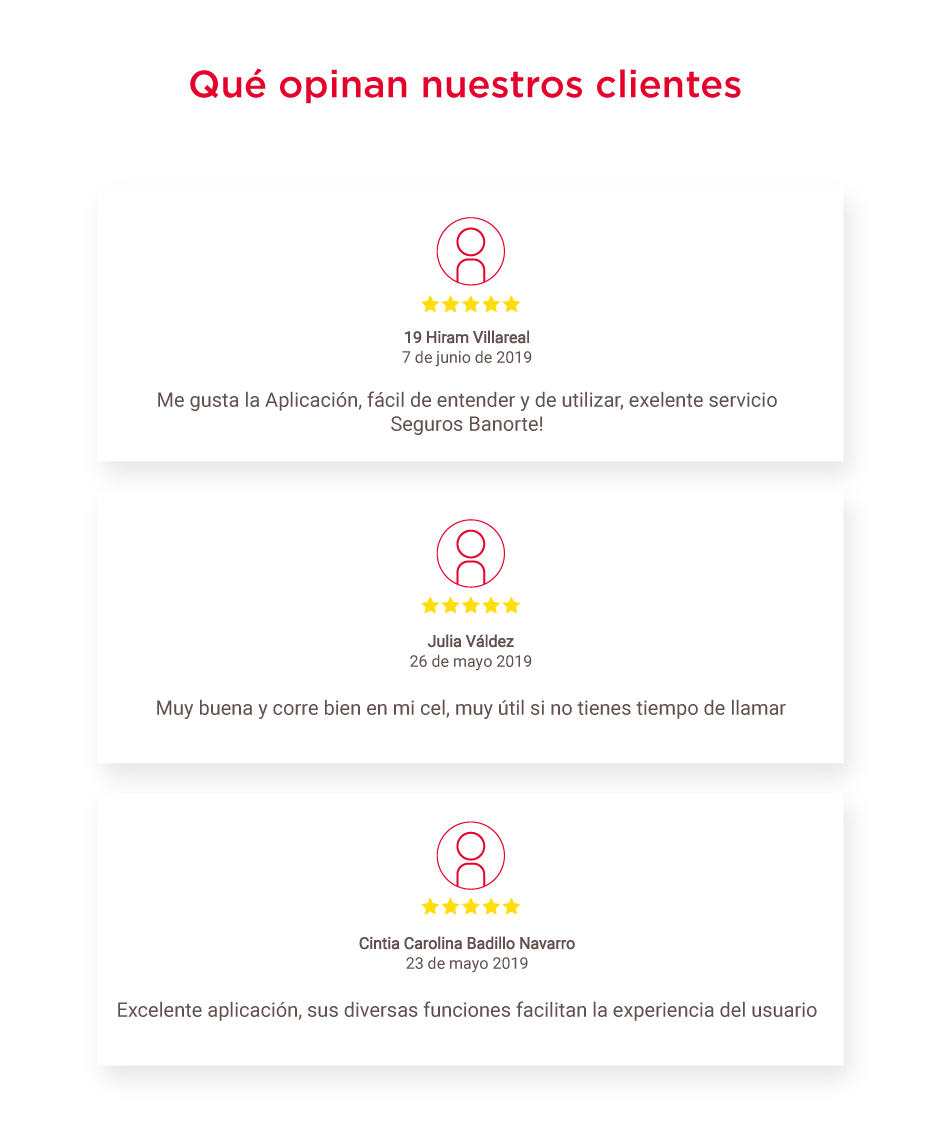 Qué opinan nuestros clientes
19 Hiram Villareal
7 de junio de 2019
Me gusta la Aplicación, fácil de entender y de utilizar, exelente servicio
Seguros Banorte!
Julia Váldez
26 de mayo 2019
Muy buena y corre bien en mi cel, muy útil si no tienes tiempo de llamar
Cintia Carolina Badillo Navarro
23 de mayo 2019
Excelente aplicación, sus diversas funciones facilitan la experiencia del usuario